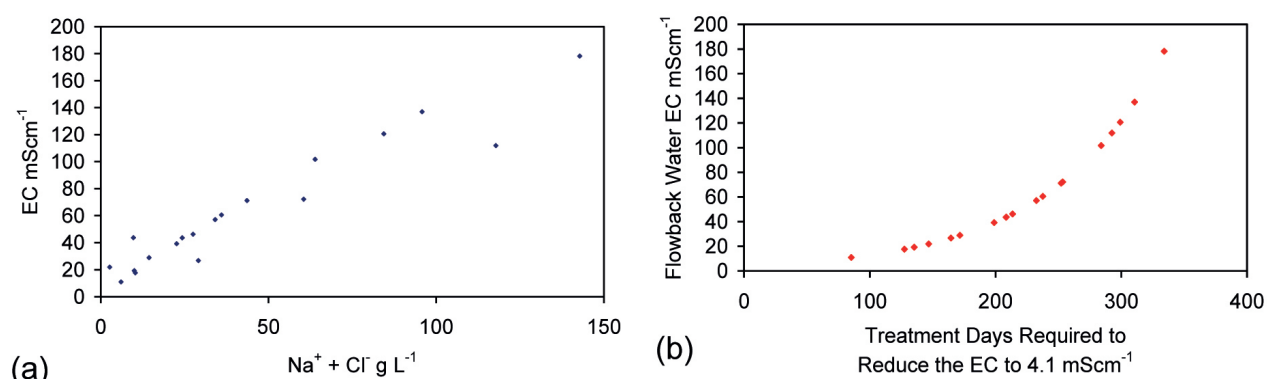 200
180
160
140
120
100
80
60
40
20
0
EC mScm⁻¹
0 50 100 150
Na⁺ + Cl⁻ g L⁻¹
(a)
200
180
160
140
120
100
80
60
40
20
0
Flowback Water EC mScm⁻¹
0 100 200 300 400
Treatment Days Required to
Reduce the EC to 4.1 mScm⁻¹
(b)